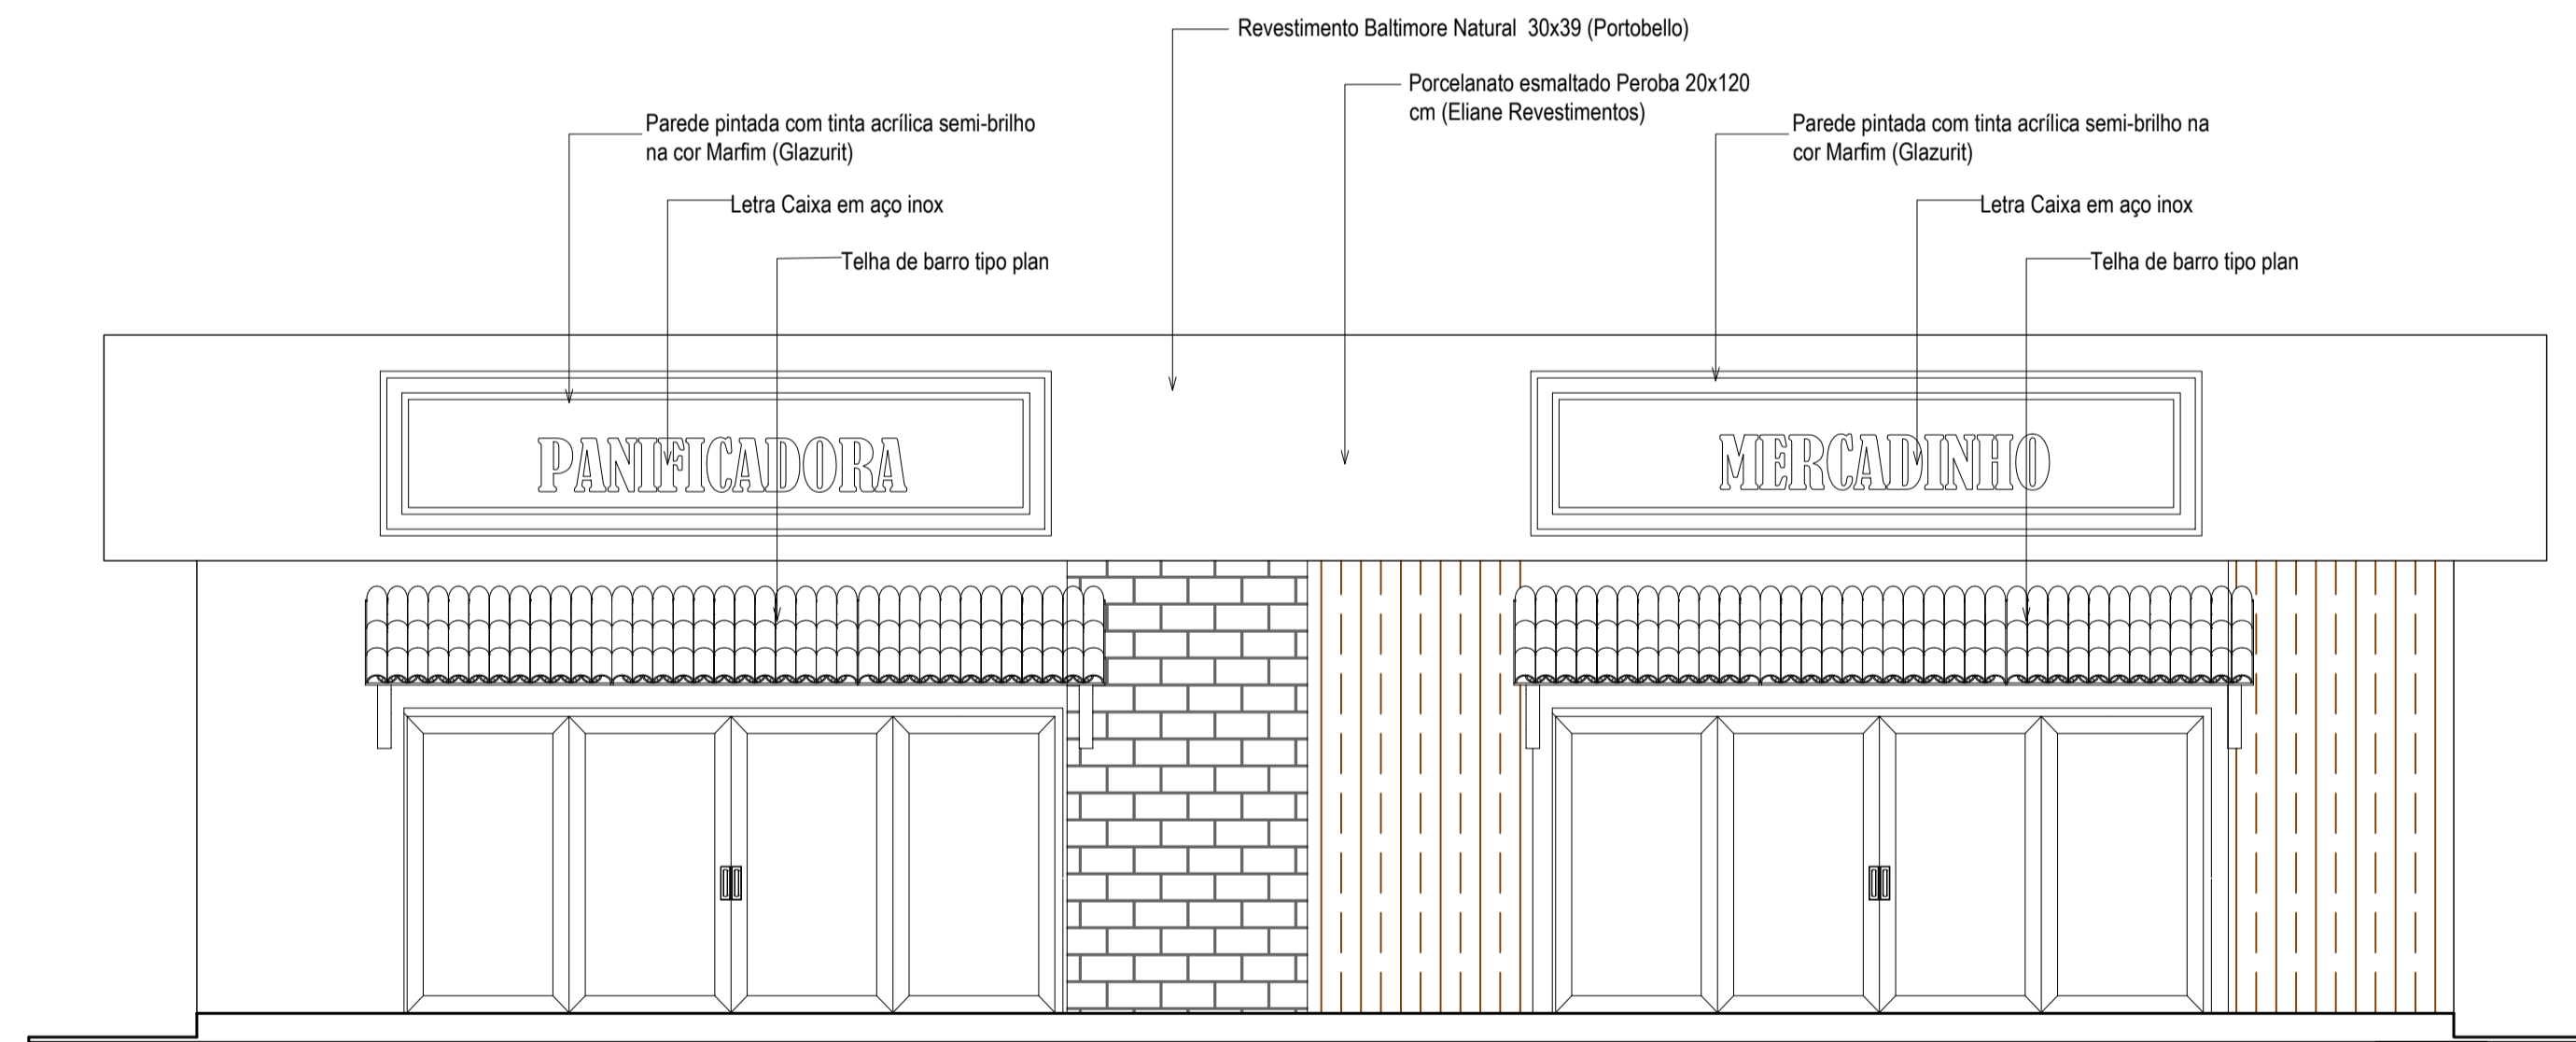 Revestimento Baltimore Natural 30x39 (Portobello)
Porcelanato esmaltado Peroba 20x120
cm (Eliane Revestimentos)
Parede pintada com tinta acrílica semi-brilho
na cor Marfim (Glazurit)
Parede pintada com tinta acrílica semi-brilho na
cor Marfim (Glazurit)
Letra Caixa em aço inox
Letra Caixa em aço inox
Telha de barro tipo plan
Telha de barro tipo plan
PANIFICADORA
MERCADINHO